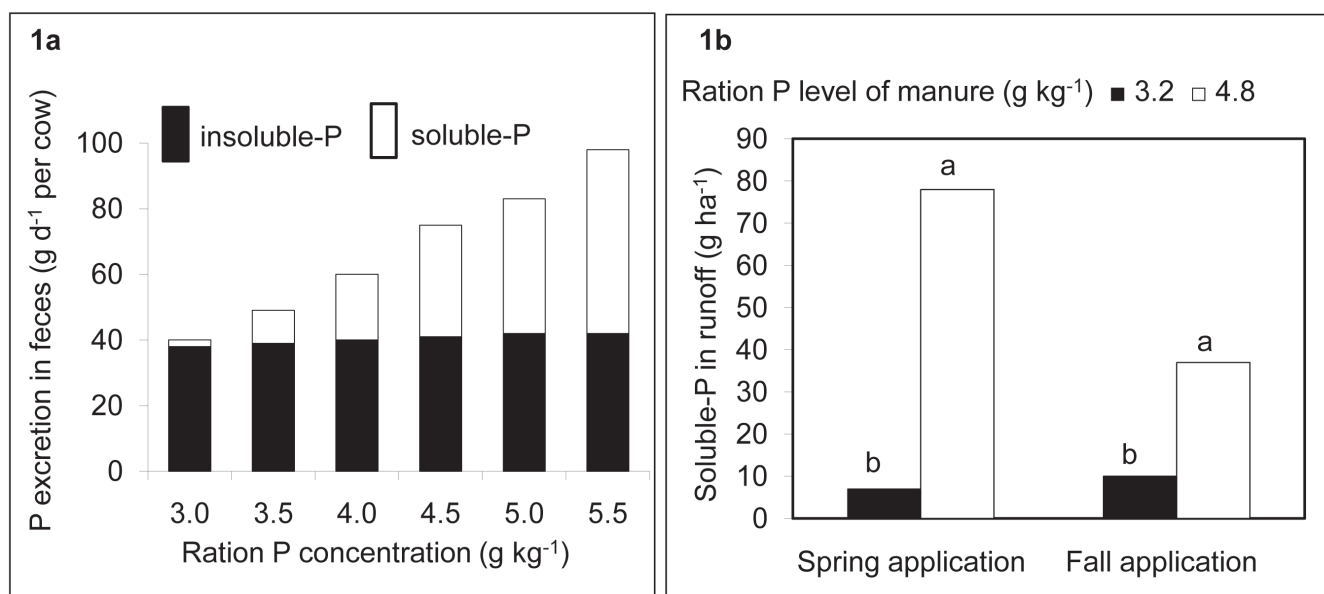 1a
insoluble-P soluble-P
P excretion in feces (g d⁻¹ per cow)
100
80
60
40
20
0
3.0 3.5 4.0 4.5 5.0 5.5
Ration P concentration (g kg⁻¹)
1b
Ration P level of manure (g kg⁻¹) 3.2 4.8
Soluble-P in runoff (g ha⁻¹)
90
80
70
60
50
40
30
20
10
0
b a b a
Spring application Fall application